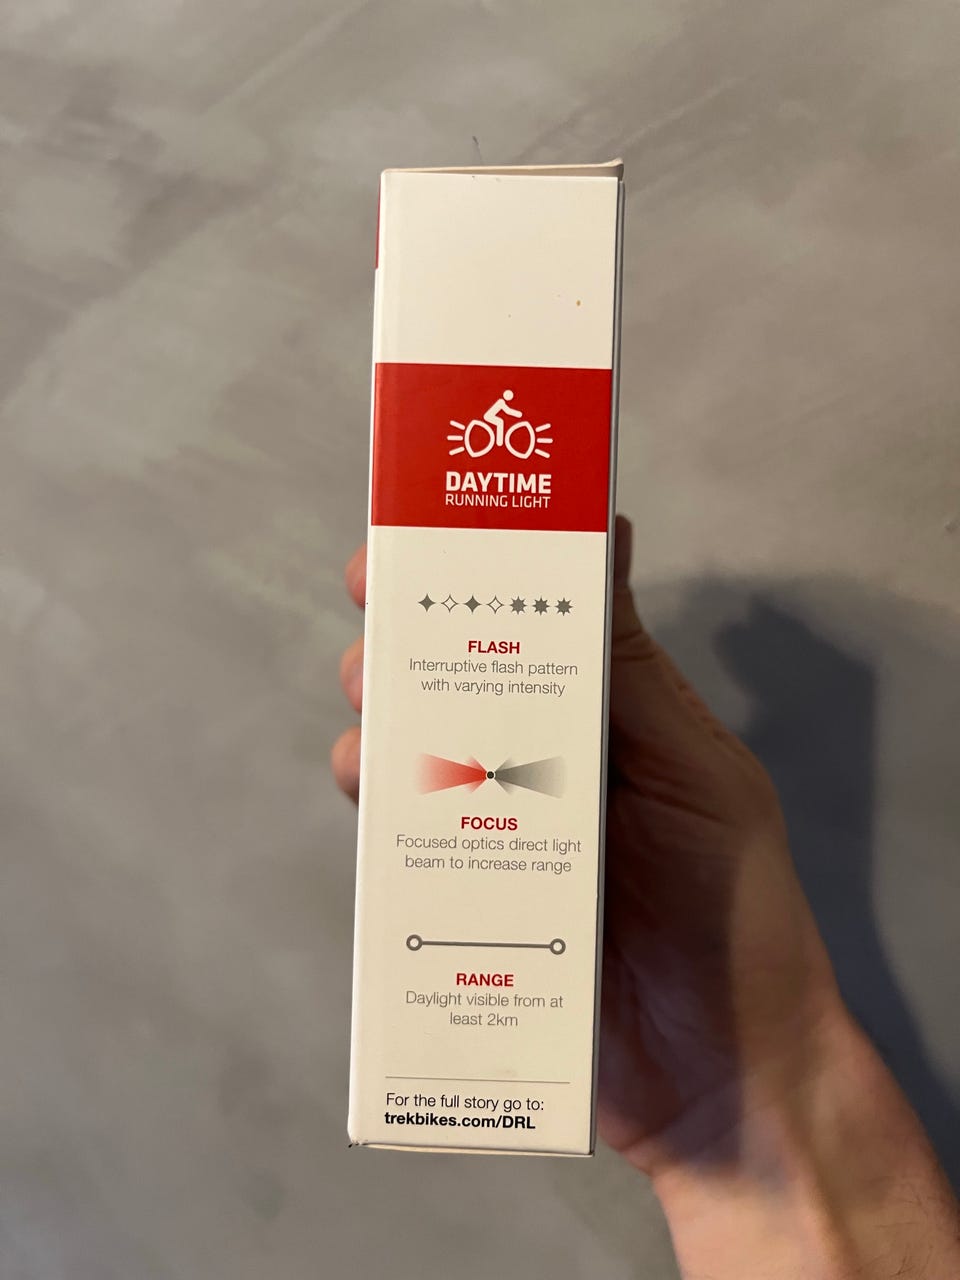 DAYTIME
RUNNING LIGHT
FLASH
Interruptive flash pattern
with varying intensity
FOCUS
Focused optics direct light
beam to increase range
RANGE
Daylight visible from at
least 2km
For the full story go to:
trekbikes.com/DRL